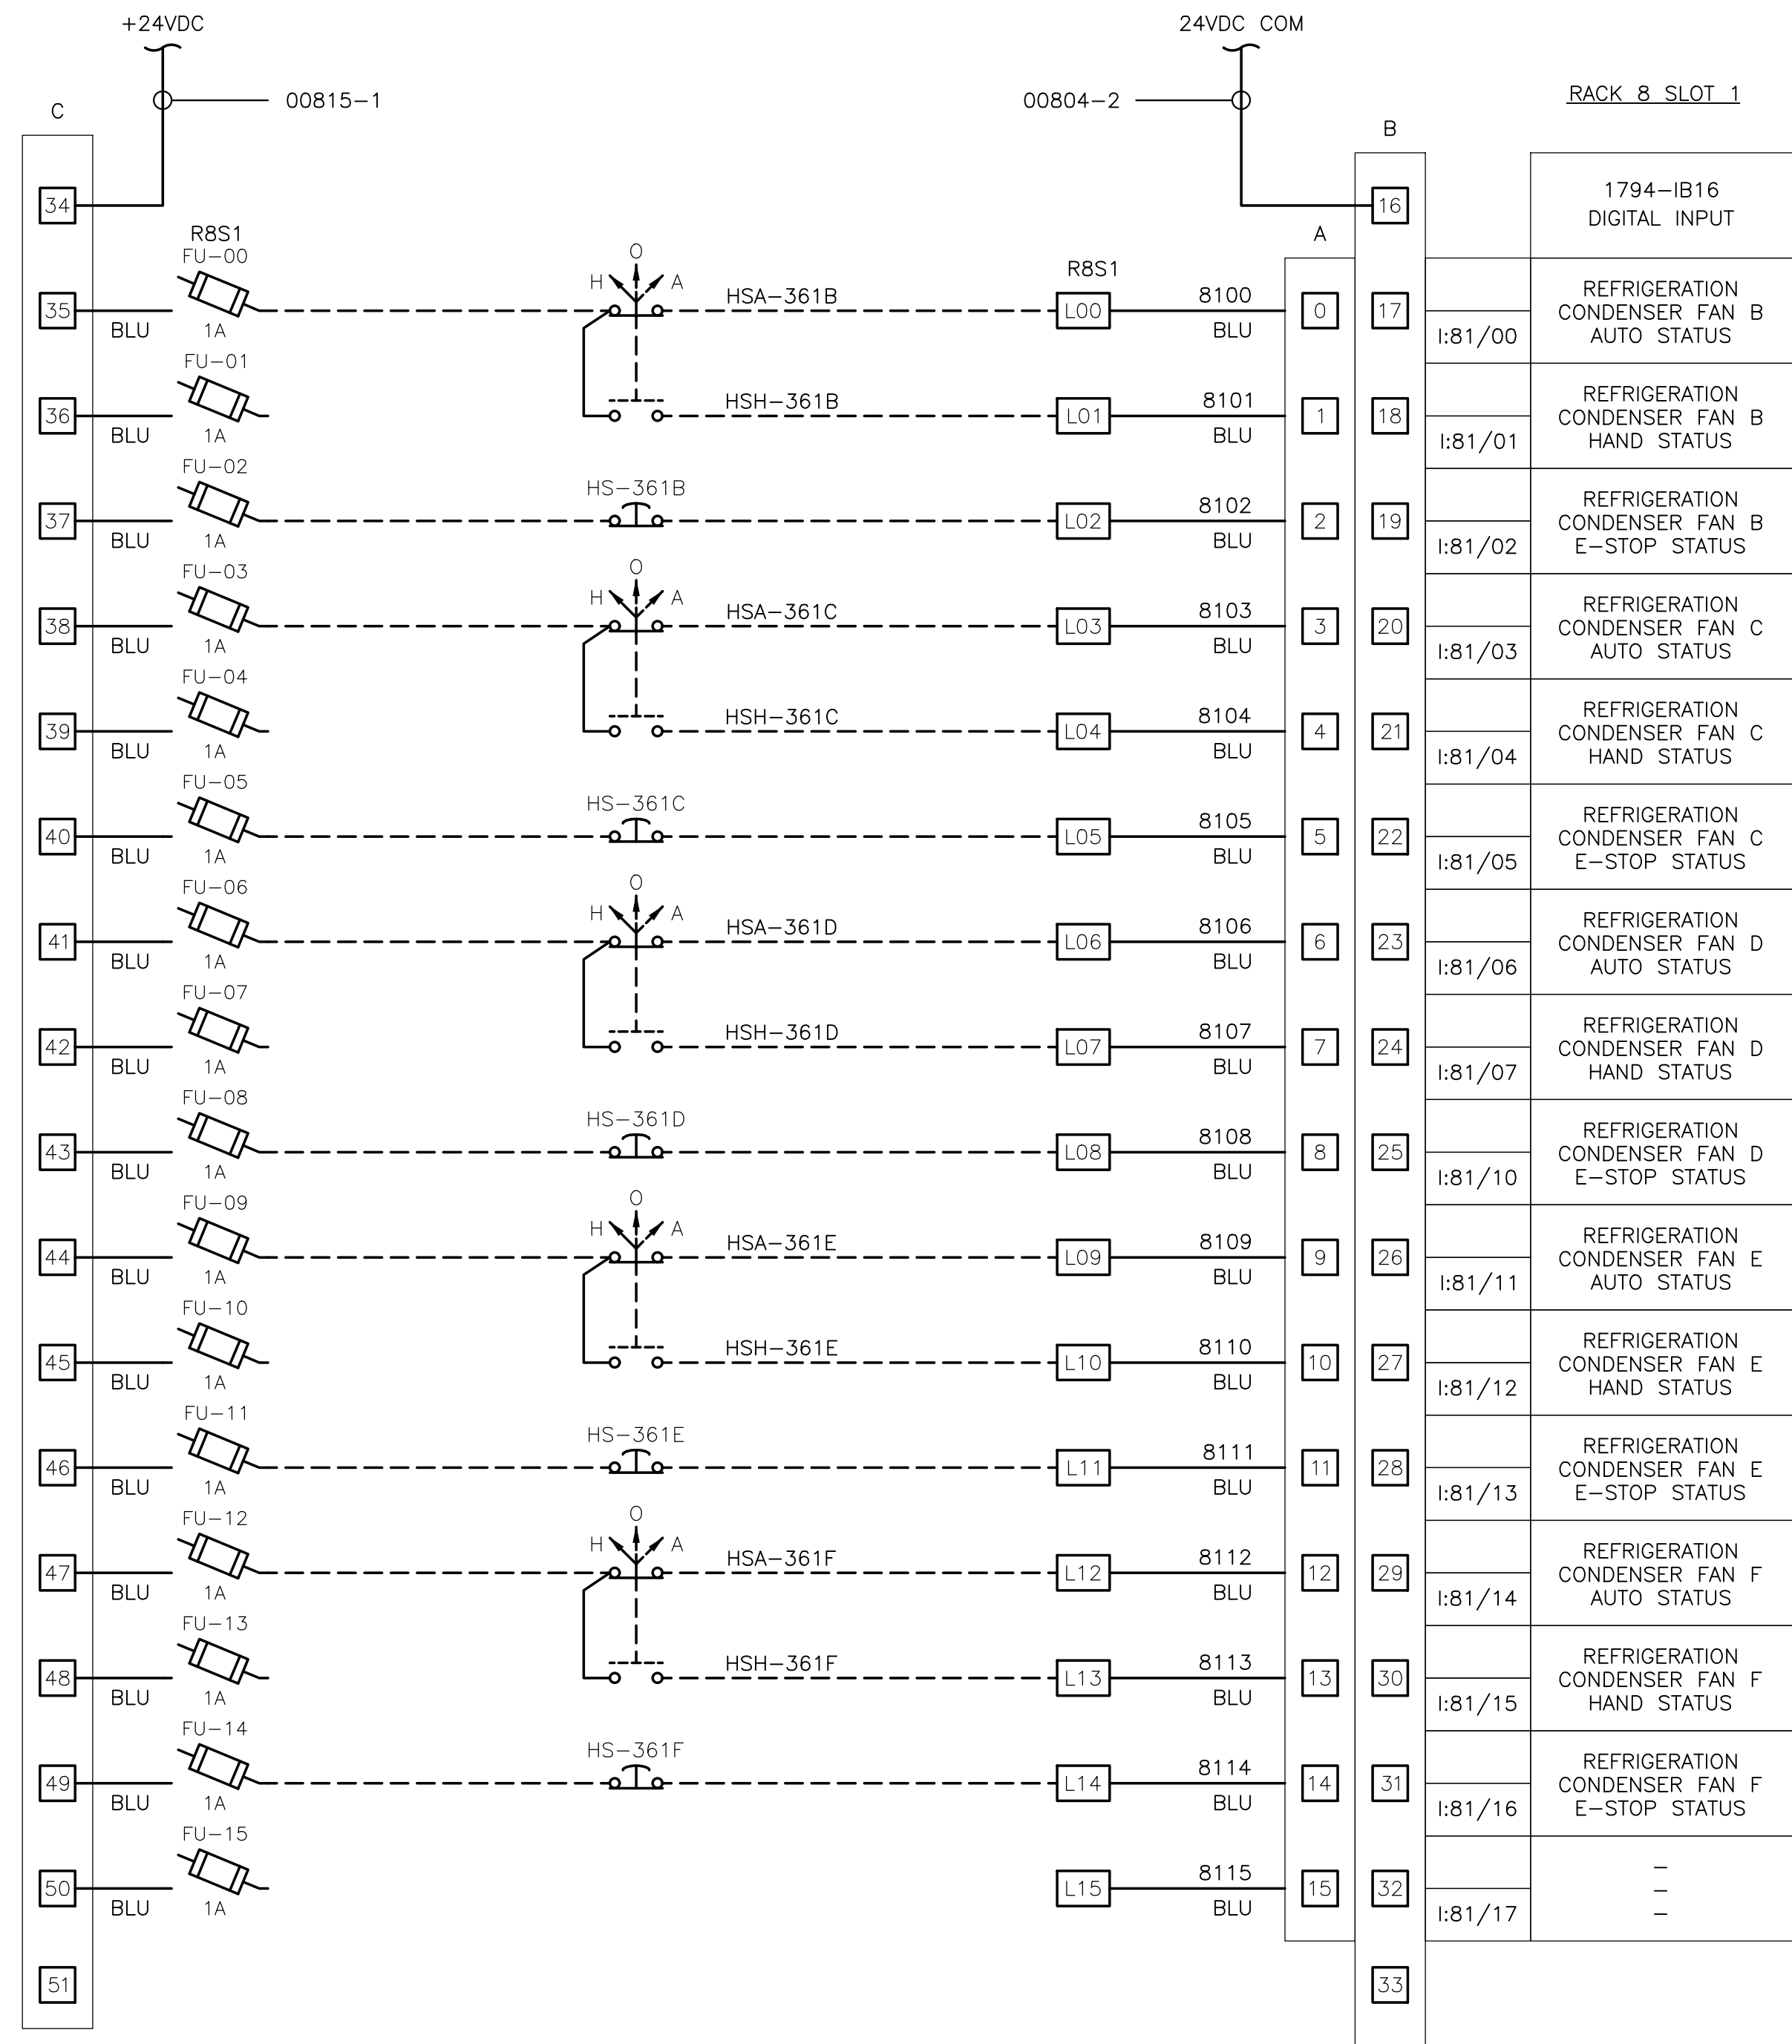 +24VDC
24VDC COM
00815-1
00804-2
RACK 8 SLOT 1
C
B
34
16
1794-IB16
DIGITAL INPUT
A
R8S1
FU-00
O
H A
R8S1
35
BLU
1A
HSA-361B
L00
8100
BLU
0
17
I:81/00
REFRIGERATION
CONDENSER FAN B
AUTO STATUS
FU-01
36
BLU
1A
HSH-361B
L01
8101
BLU
1
18
I:81/01
REFRIGERATION
CONDENSER FAN B
HAND STATUS
FU-02
37
BLU
1A
HS-361B
L02
8102
BLU
2
19
I:81/02
REFRIGERATION
CONDENSER FAN B
E-STOP STATUS
FU-03
O
H A
38
BLU
1A
HSA-361C
L03
8103
BLU
3
20
I:81/03
REFRIGERATION
CONDENSER FAN C
AUTO STATUS
FU-04
39
BLU
1A
HSH-361C
L04
8104
BLU
4
21
I:81/04
REFRIGERATION
CONDENSER FAN C
HAND STATUS
FU-05
40
BLU
1A
HS-361C
L05
8105
BLU
5
22
I:81/05
REFRIGERATION
CONDENSER FAN C
E-STOP STATUS
FU-06
O
H A
41
BLU
1A
HSA-361D
L06
8106
BLU
6
23
I:81/06
REFRIGERATION
CONDENSER FAN D
AUTO STATUS
FU-07
42
BLU
1A
HSH-361D
L07
8107
BLU
7
24
I:81/07
REFRIGERATION
CONDENSER FAN D
HAND STATUS
FU-08
43
BLU
1A
HS-361D
L08
8108
BLU
8
25
I:81/10
REFRIGERATION
CONDENSER FAN D
E-STOP STATUS
FU-09
O
H A
44
BLU
1A
HSA-361E
L09
8109
BLU
9
26
I:81/11
REFRIGERATION
CONDENSER FAN E
AUTO STATUS
FU-10
45
BLU
1A
HSH-361E
L10
8110
BLU
10
27
I:81/12
REFRIGERATION
CONDENSER FAN E
HAND STATUS
FU-11
46
BLU
1A
HS-361E
L11
8111
BLU
11
28
I:81/13
REFRIGERATION
CONDENSER FAN E
E-STOP STATUS
FU-12
O
H A
47
BLU
1A
HSA-361F
L12
8112
BLU
12
29
I:81/14
REFRIGERATION
CONDENSER FAN F
AUTO STATUS
FU-13
48
BLU
1A
HSH-361F
L13
8113
BLU
13
30
I:81/15
REFRIGERATION
CONDENSER FAN F
HAND STATUS
FU-14
49
BLU
1A
HS-361F
L14
8114
BLU
14
31
I:81/16
REFRIGERATION
CONDENSER FAN F
E-STOP STATUS
FU-15
50
BLU
1A
L15
8115
BLU
15
32
I:81/17
-
-
-
51
33